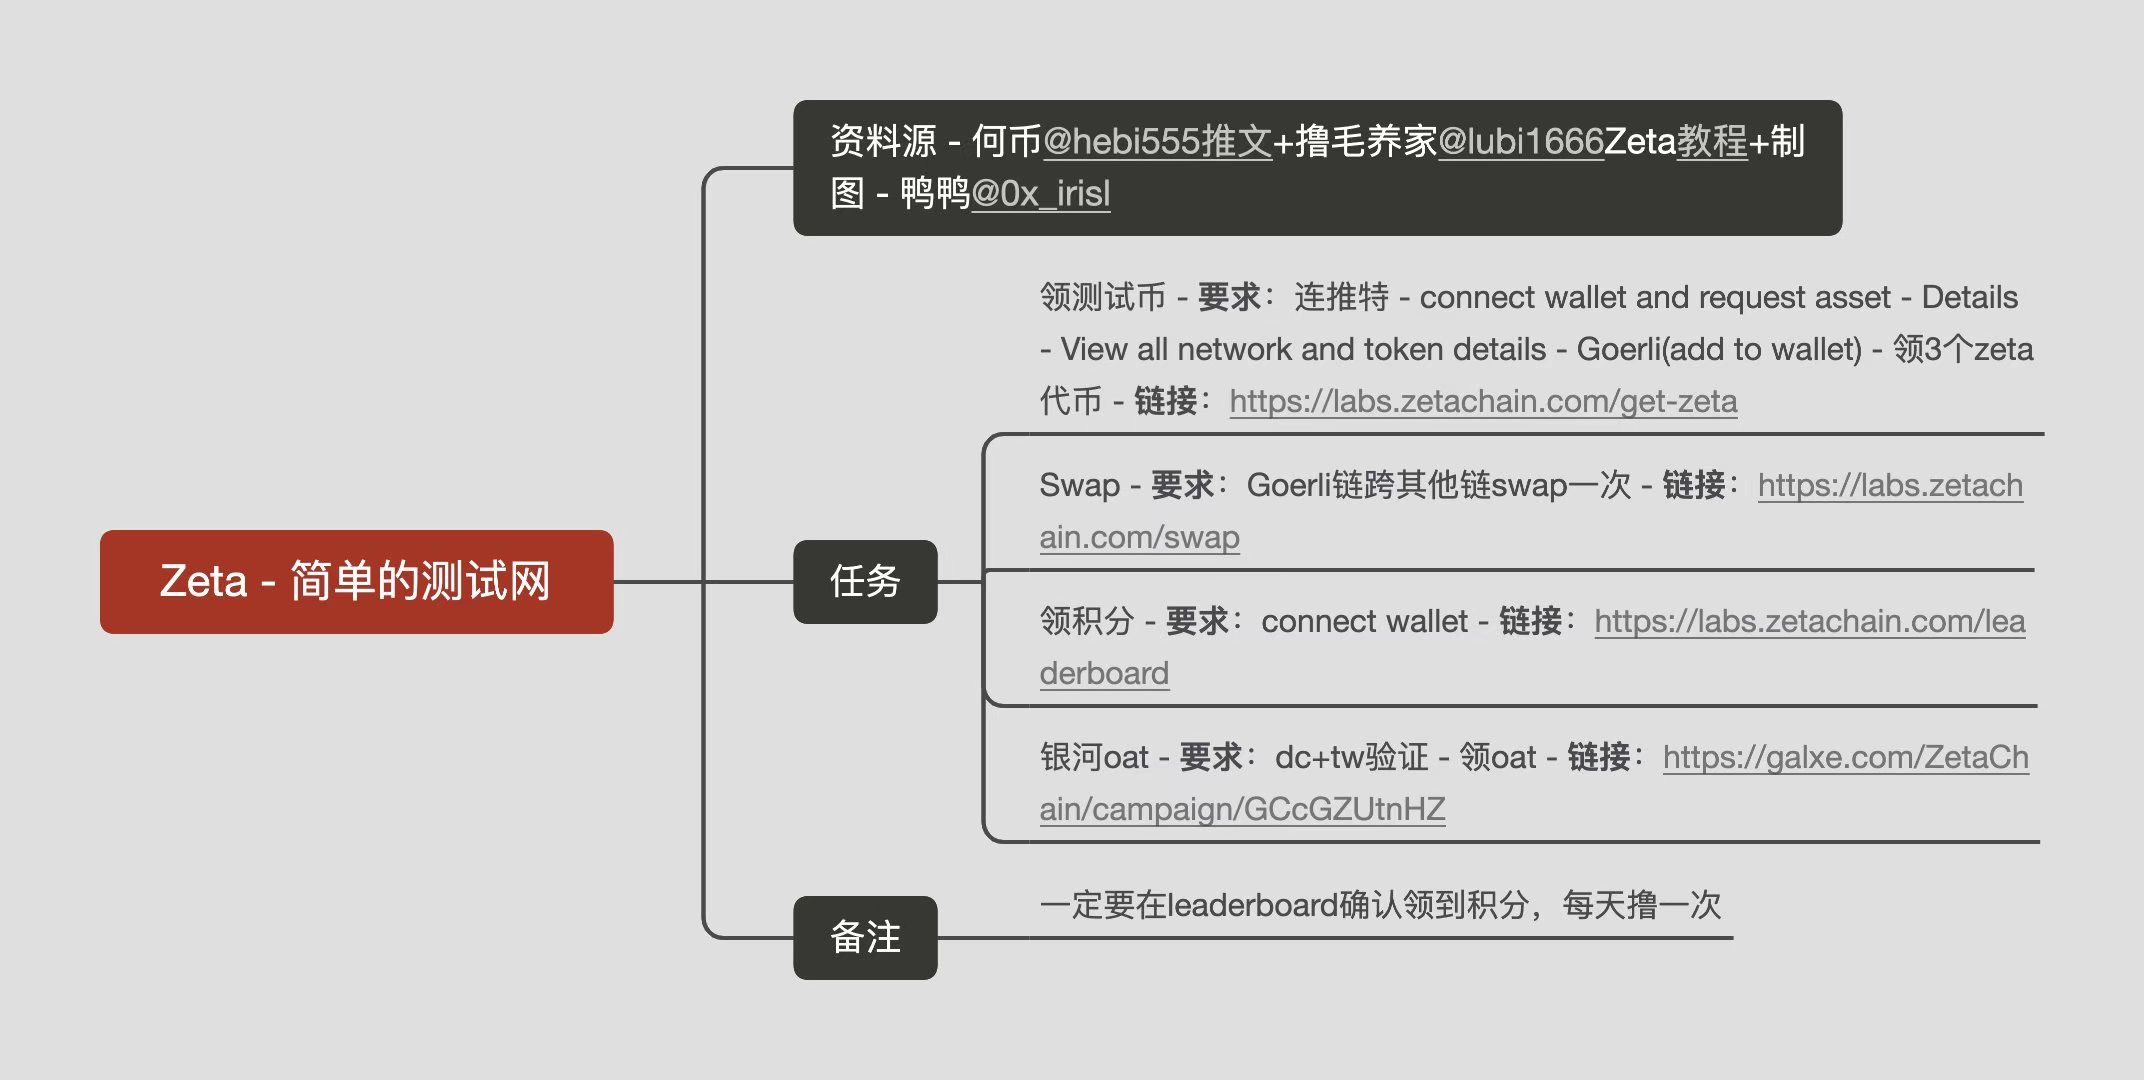 资料源 - 何币@hebi555推文+撸毛养家@lubi1666Zeta教程+制
图 - 鸭鸭@0x_irisl
领测试币 - 要求：连推特 - connect wallet and request asset - Details
- View all network and token details - Goerli(add to wallet) - 领3个zeta
代币 - 链接：https://labs.zetachain.com/get-zeta
Swap - 要求：Goerli链跨其他链swap一次 - 链接：https://labs.zetach
ain.com/swap
Zeta - 简单的测试网
任务
领积分 - 要求：connect wallet - 链接：https://labs.zetachain.com/lea
derboard
银河oat - 要求：dc+tw验证 - 领oat - 链接：https://galxe.com/ZetaCh
ain/campaign/GCcGZUtnHZ
备注
一定要在leaderboard确认领到积分，每天撸一次